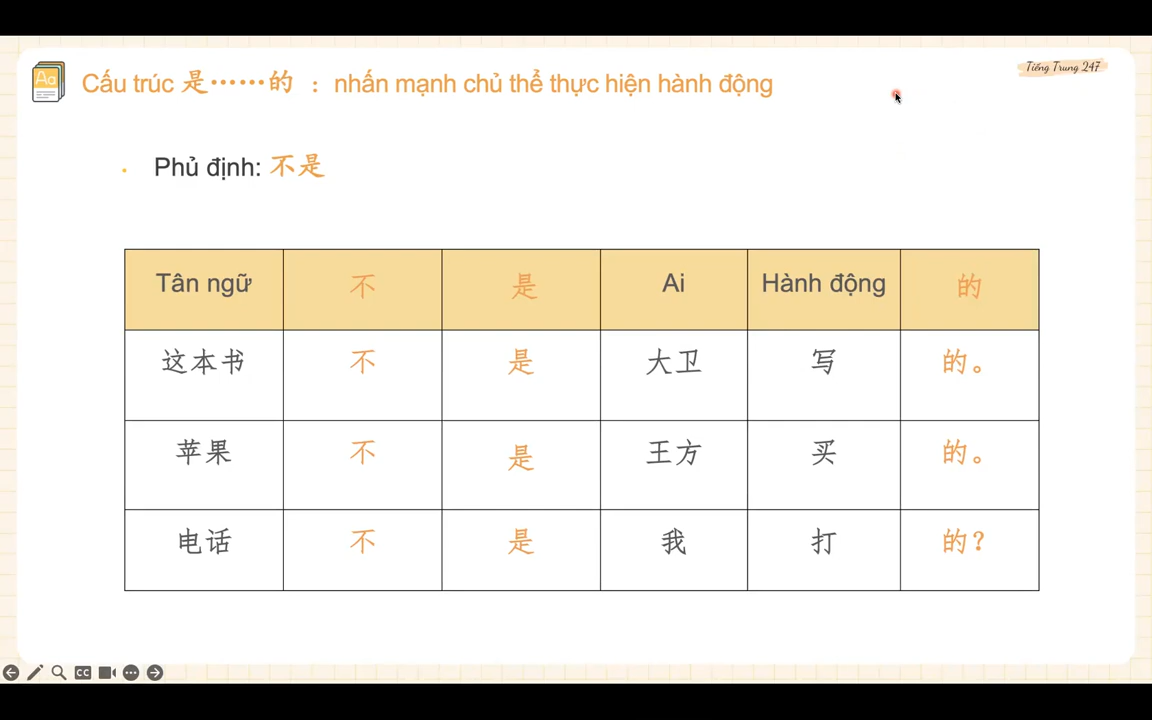 Cấu trúc 是……的 : nhấn mạnh chủ thể thực hiện hành động
Tiếng Trung 247
Phủ định: 不是
Tân ngữ 不 是 Ai Hành động 的
这本书 不 是 大卫 写 的。
苹果 不 是 王方 买 的。
电话 不 是 我 打 的？